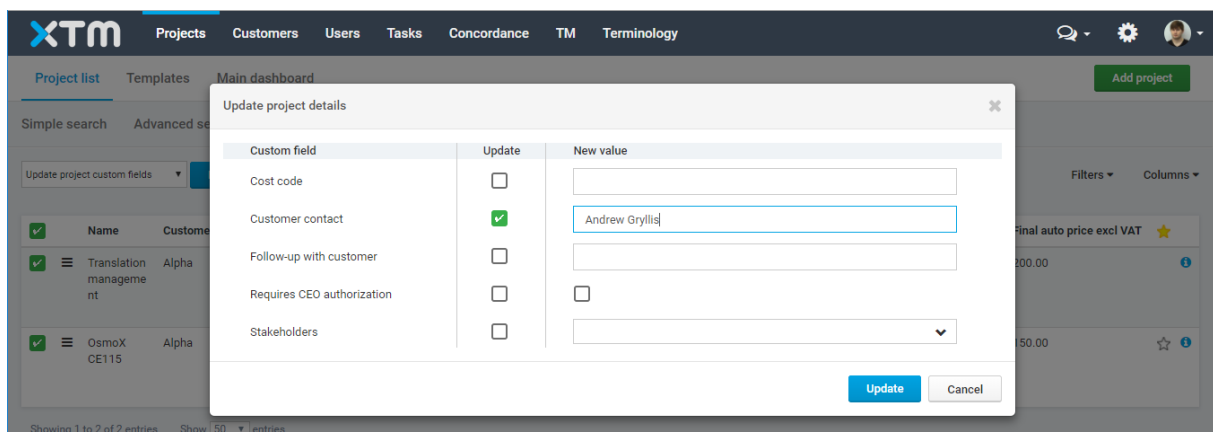 XTM Projects Customers Users Tasks Concordance TM Terminology
Project list Templates Main dashboard Add project
Update project details
Simple search Advanced se
Custom field Update New value
Update project custom fields Filters Columns
Cost code
Customer contact Andrew Gryllis
Name Custome Final auto price excl VAT
Follow-up with customer
Translation Alpha 200.00
manageme
nt
Requires CEO authorization
Stakeholders
OsmoX Alpha 150.00
CE115
Update Cancel
Showing 1 to 2 of 2 entries Show 50 entries